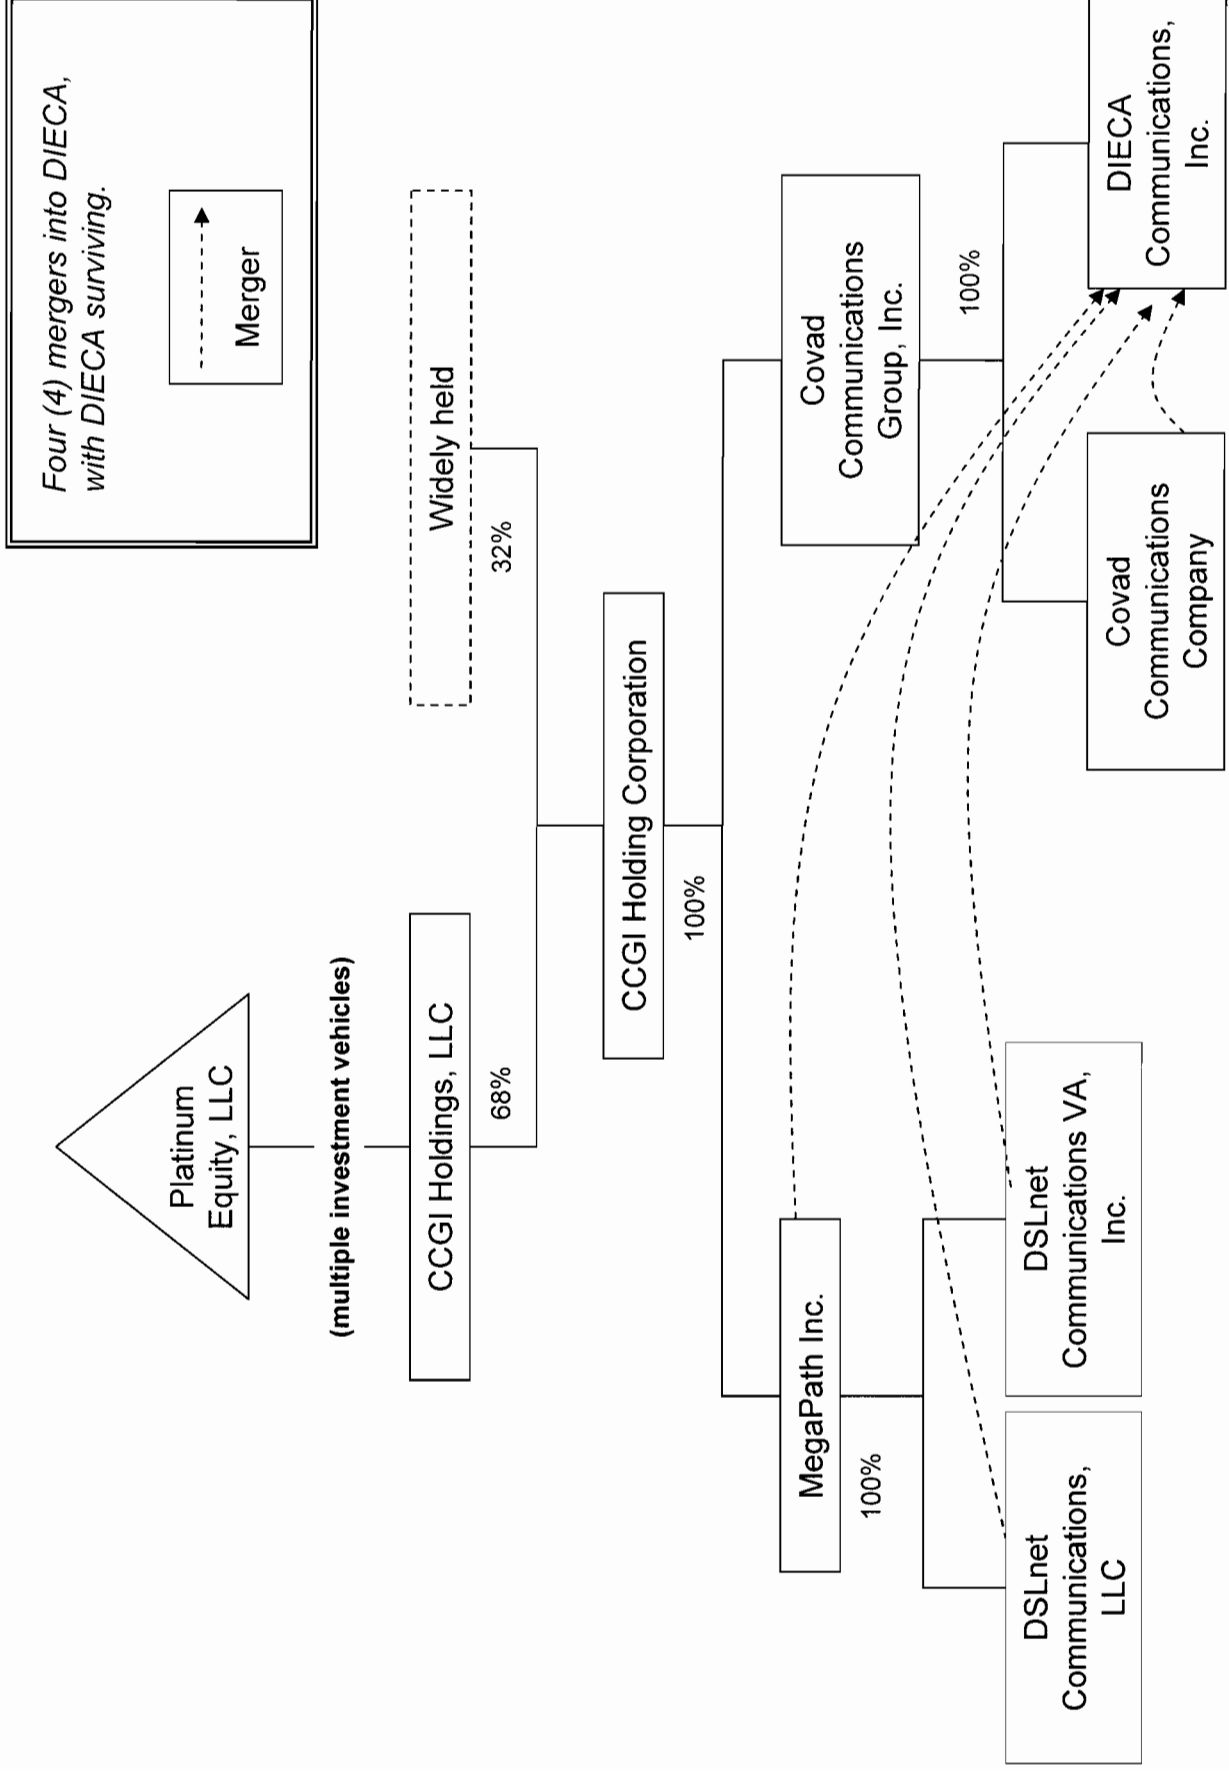 Four (4) mergers into DIECA,
with DIECA surviving.
Merger
Platinum
Equity, LLC
(multiple investment vehicles)
CCGI Holdings, LLC
Widely held
68%
32%
CCGI Holding Corporation
100%
MegaPath Inc.
Covad
Communications
Group, Inc.
100%
100%
DSLnet
Communications,
LLC
DSLnet
Communications VA,
Inc.
Covad
Communications
Company
DIECA
Communications,
Inc.